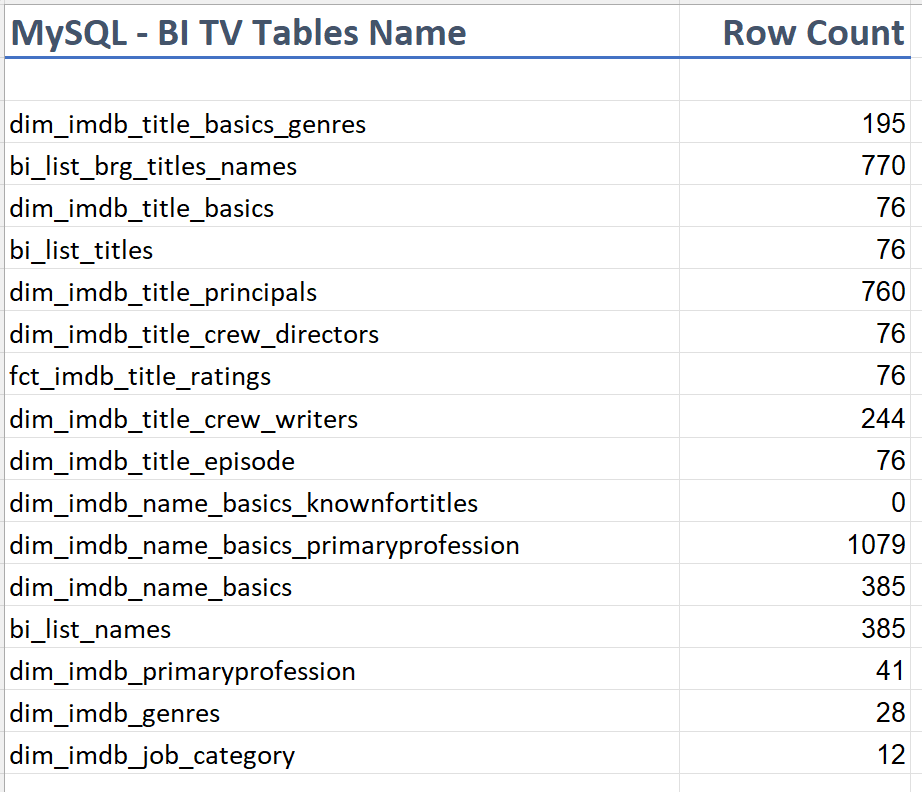 MySQL - BI TV Tables Name Row Count
dim_imdb_title_basics_genres 195
bi_list_brg_titles_names 770
dim_imdb_title_basics 76
bi_list_titles 76
dim_imdb_title_principals 760
dim_imdb_title_crew_directors 76
fct_imdb_title_ratings 76
dim_imdb_title_crew_writers 244
dim_imdb_title_episode 76
dim_imdb_name_basics_knownfortitles 0
dim_imdb_name_basics_primaryprofession 1079
dim_imdb_name_basics 385
bi_list_names 385
dim_imdb_primaryprofession 41
dim_imdb_genres 28
dim_imdb_job_category 12